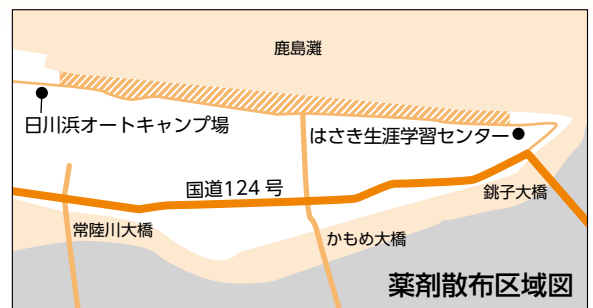 鹿島灘
日川浜オートキャンプ場
はさき生涯学習センター
国道124号
銚子大橋
常陸川大橋
かもめ大橋
薬剤散布区域図